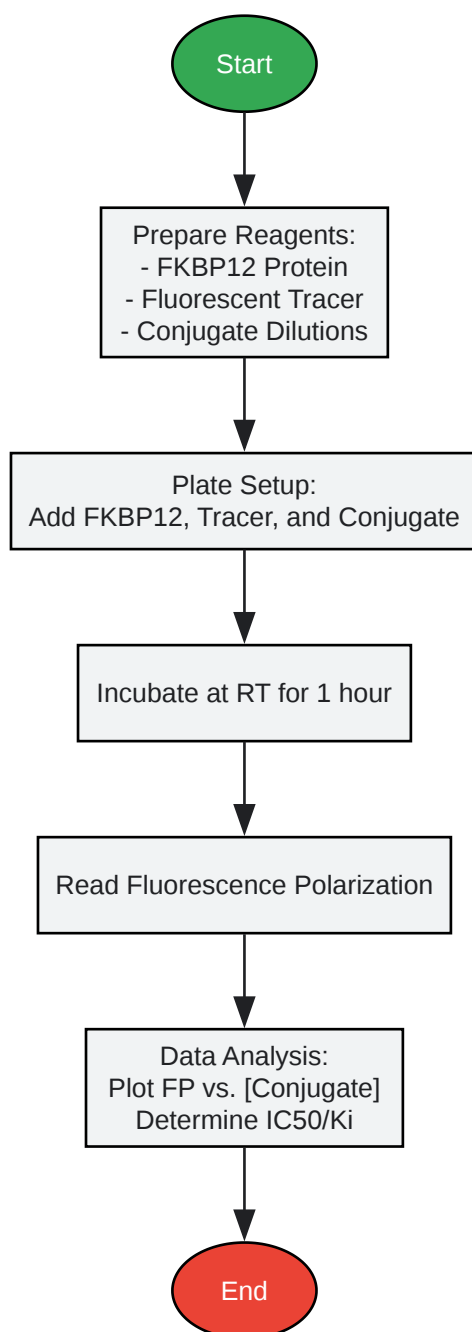 Start
Prepare Reagents:
- FKBP12 Protein
- Fluorescent Tracer
- Conjugate Dilutions
Plate Setup:
Add FKBP12, Tracer, and Conjugate
Incubate at RT for 1 hour
Read Fluorescence Polarization
Data Analysis:
Plot FP vs. [Conjugate]
Determine IC50/Ki
End